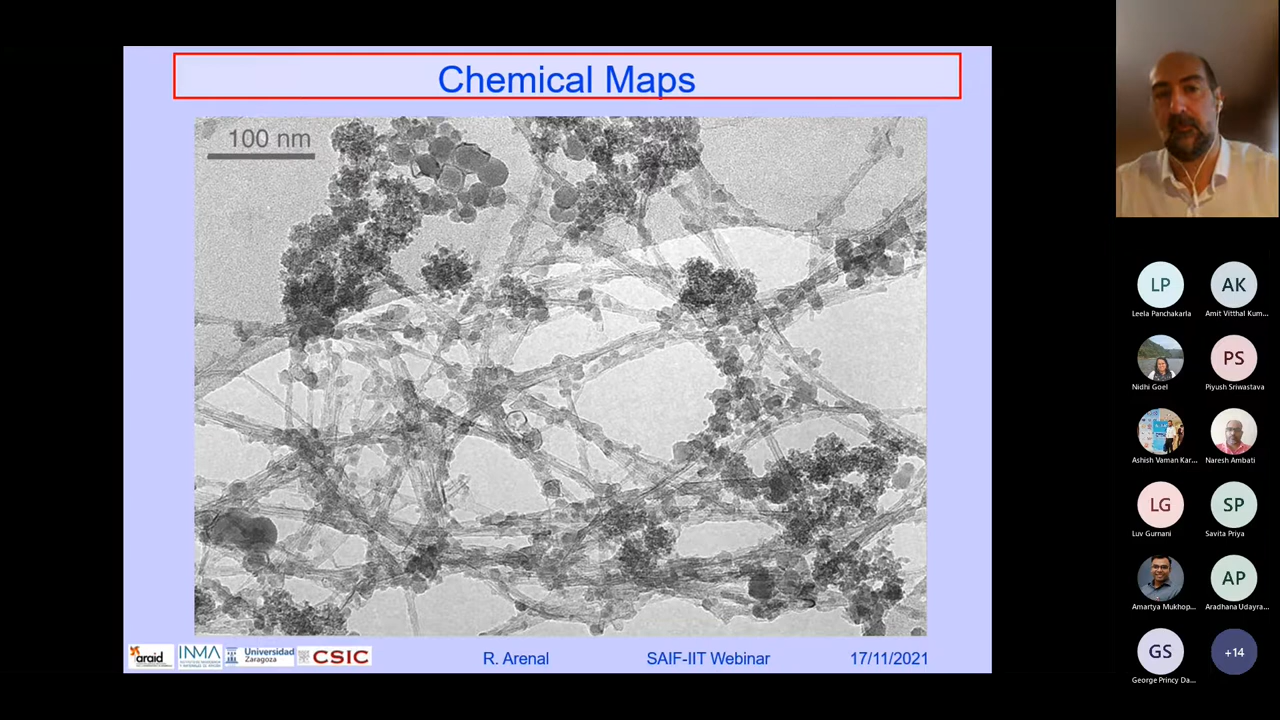 Chemical Maps
100 nm
araid
INMA
Universidad
Zaragoza
CSIC
R. Arenal
SAIF-IIT Webinar
17/11/2021
LP
AK
Leela Panchakarla
Amit Vitthal Kum...
PS
Nidhi Goel
Piyush Sriwastava
Ashish Vaman Kar...
Naresh Ambati
LG
SP
Luv Gurnani
Savita Priya
AP
Amartya Mukhop...
Aradhana Udayra...
GS
+14
George Princy Da...